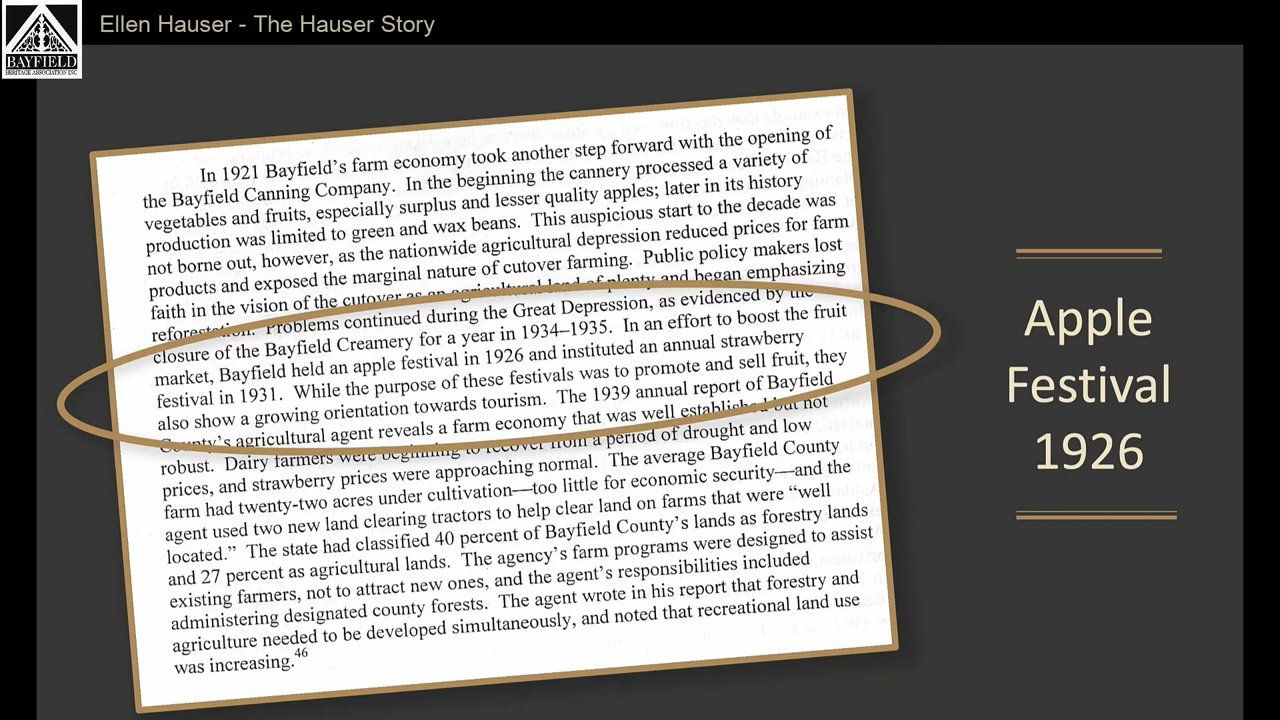 Ellen Hauser - The Hauser Story
BAYFIELD
HERITAGE ASSOCIATION INC
In 1921 Bayfield's farm economy took another step forward with the opening of
the Bayfield Canning Company. In the beginning the cannery processed a variety of
vegetables and fruits, especially surplus and lesser quality apples; later in its history
production was limited to green and wax beans. This auspicious start to the decade was
not borne out, however, as the nationwide agricultural depression reduced prices for farm
products and exposed the marginal nature of cutover farming. Public policy makers lost
faith in the vision of the cutover as an agricultural land of plenty and began emphasizing
reforestation. Problems continued during the Great Depression, as evidenced by the
closure of the Bayfield Creamery for a year in 1934–1935. In an effort to boost the fruit
market, Bayfield held an apple festival in 1926 and instituted an annual strawberry
festival in 1931. While the purpose of these festivals was to promote and sell fruit, they
also show a growing orientation towards tourism. The 1939 annual report of Bayfield
County's agricultural agent reveals a farm economy that was well established but not
robust. Dairy farmers were beginning to recover from a period of drought and low
prices, and strawberry prices were approaching normal. The average Bayfield County
farm had twenty-two acres under cultivation—too little for economic security—and the
agent used two new land clearing tractors to help clear land on farms that were “well
located.” The state had classified 40 percent of Bayfield County's lands as forestry lands
and 27 percent as agricultural lands. The agency's farm programs were designed to assist
existing farmers, not to attract new ones, and the agent's responsibilities included
administering designated county forests. The agent wrote in his report that forestry and
agriculture needed to be developed simultaneously, and noted that recreational land use
was increasing.46
Apple
Festival
1926